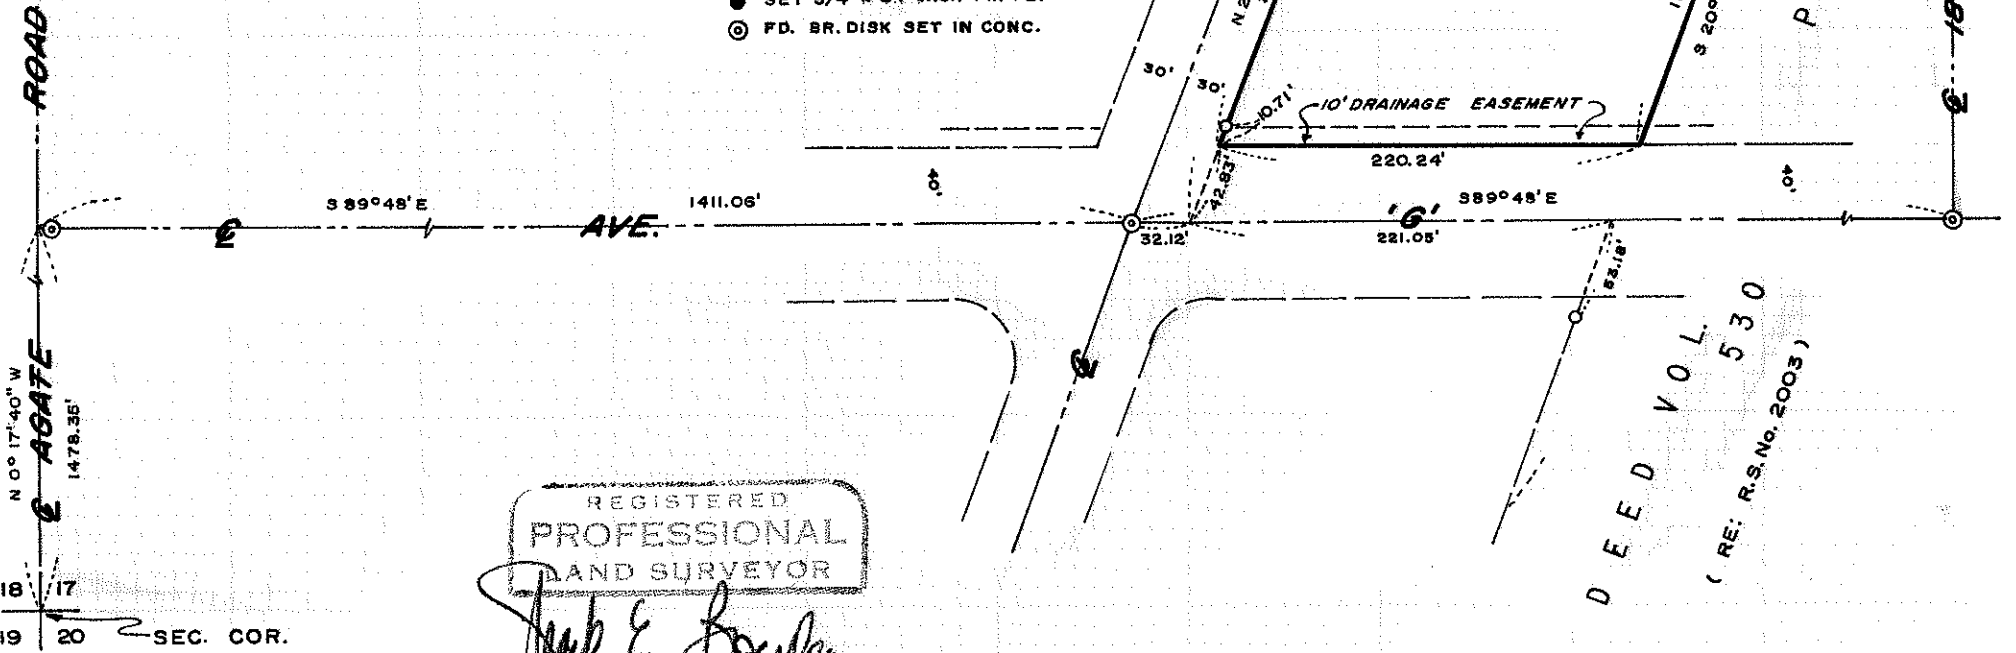 FD. BR. DISK SET IN CONC.
ROAD
30'
30'
10.71'
10' DRAINAGE EASEMENT
220.24'
40'
40'
42.83'
S89°48'E
1411.06'
AVE.
'G'
S89°48'E
32.12'
221.05'
53.18'
N 0° 17' 40" W
AGATE
1478.35'
DEED VOL. 530
( RE: R.S. No. 2003 )
REGISTERED
PROFESSIONAL
LAND SURVEYOR
18 17
19 20
SEC. COR.